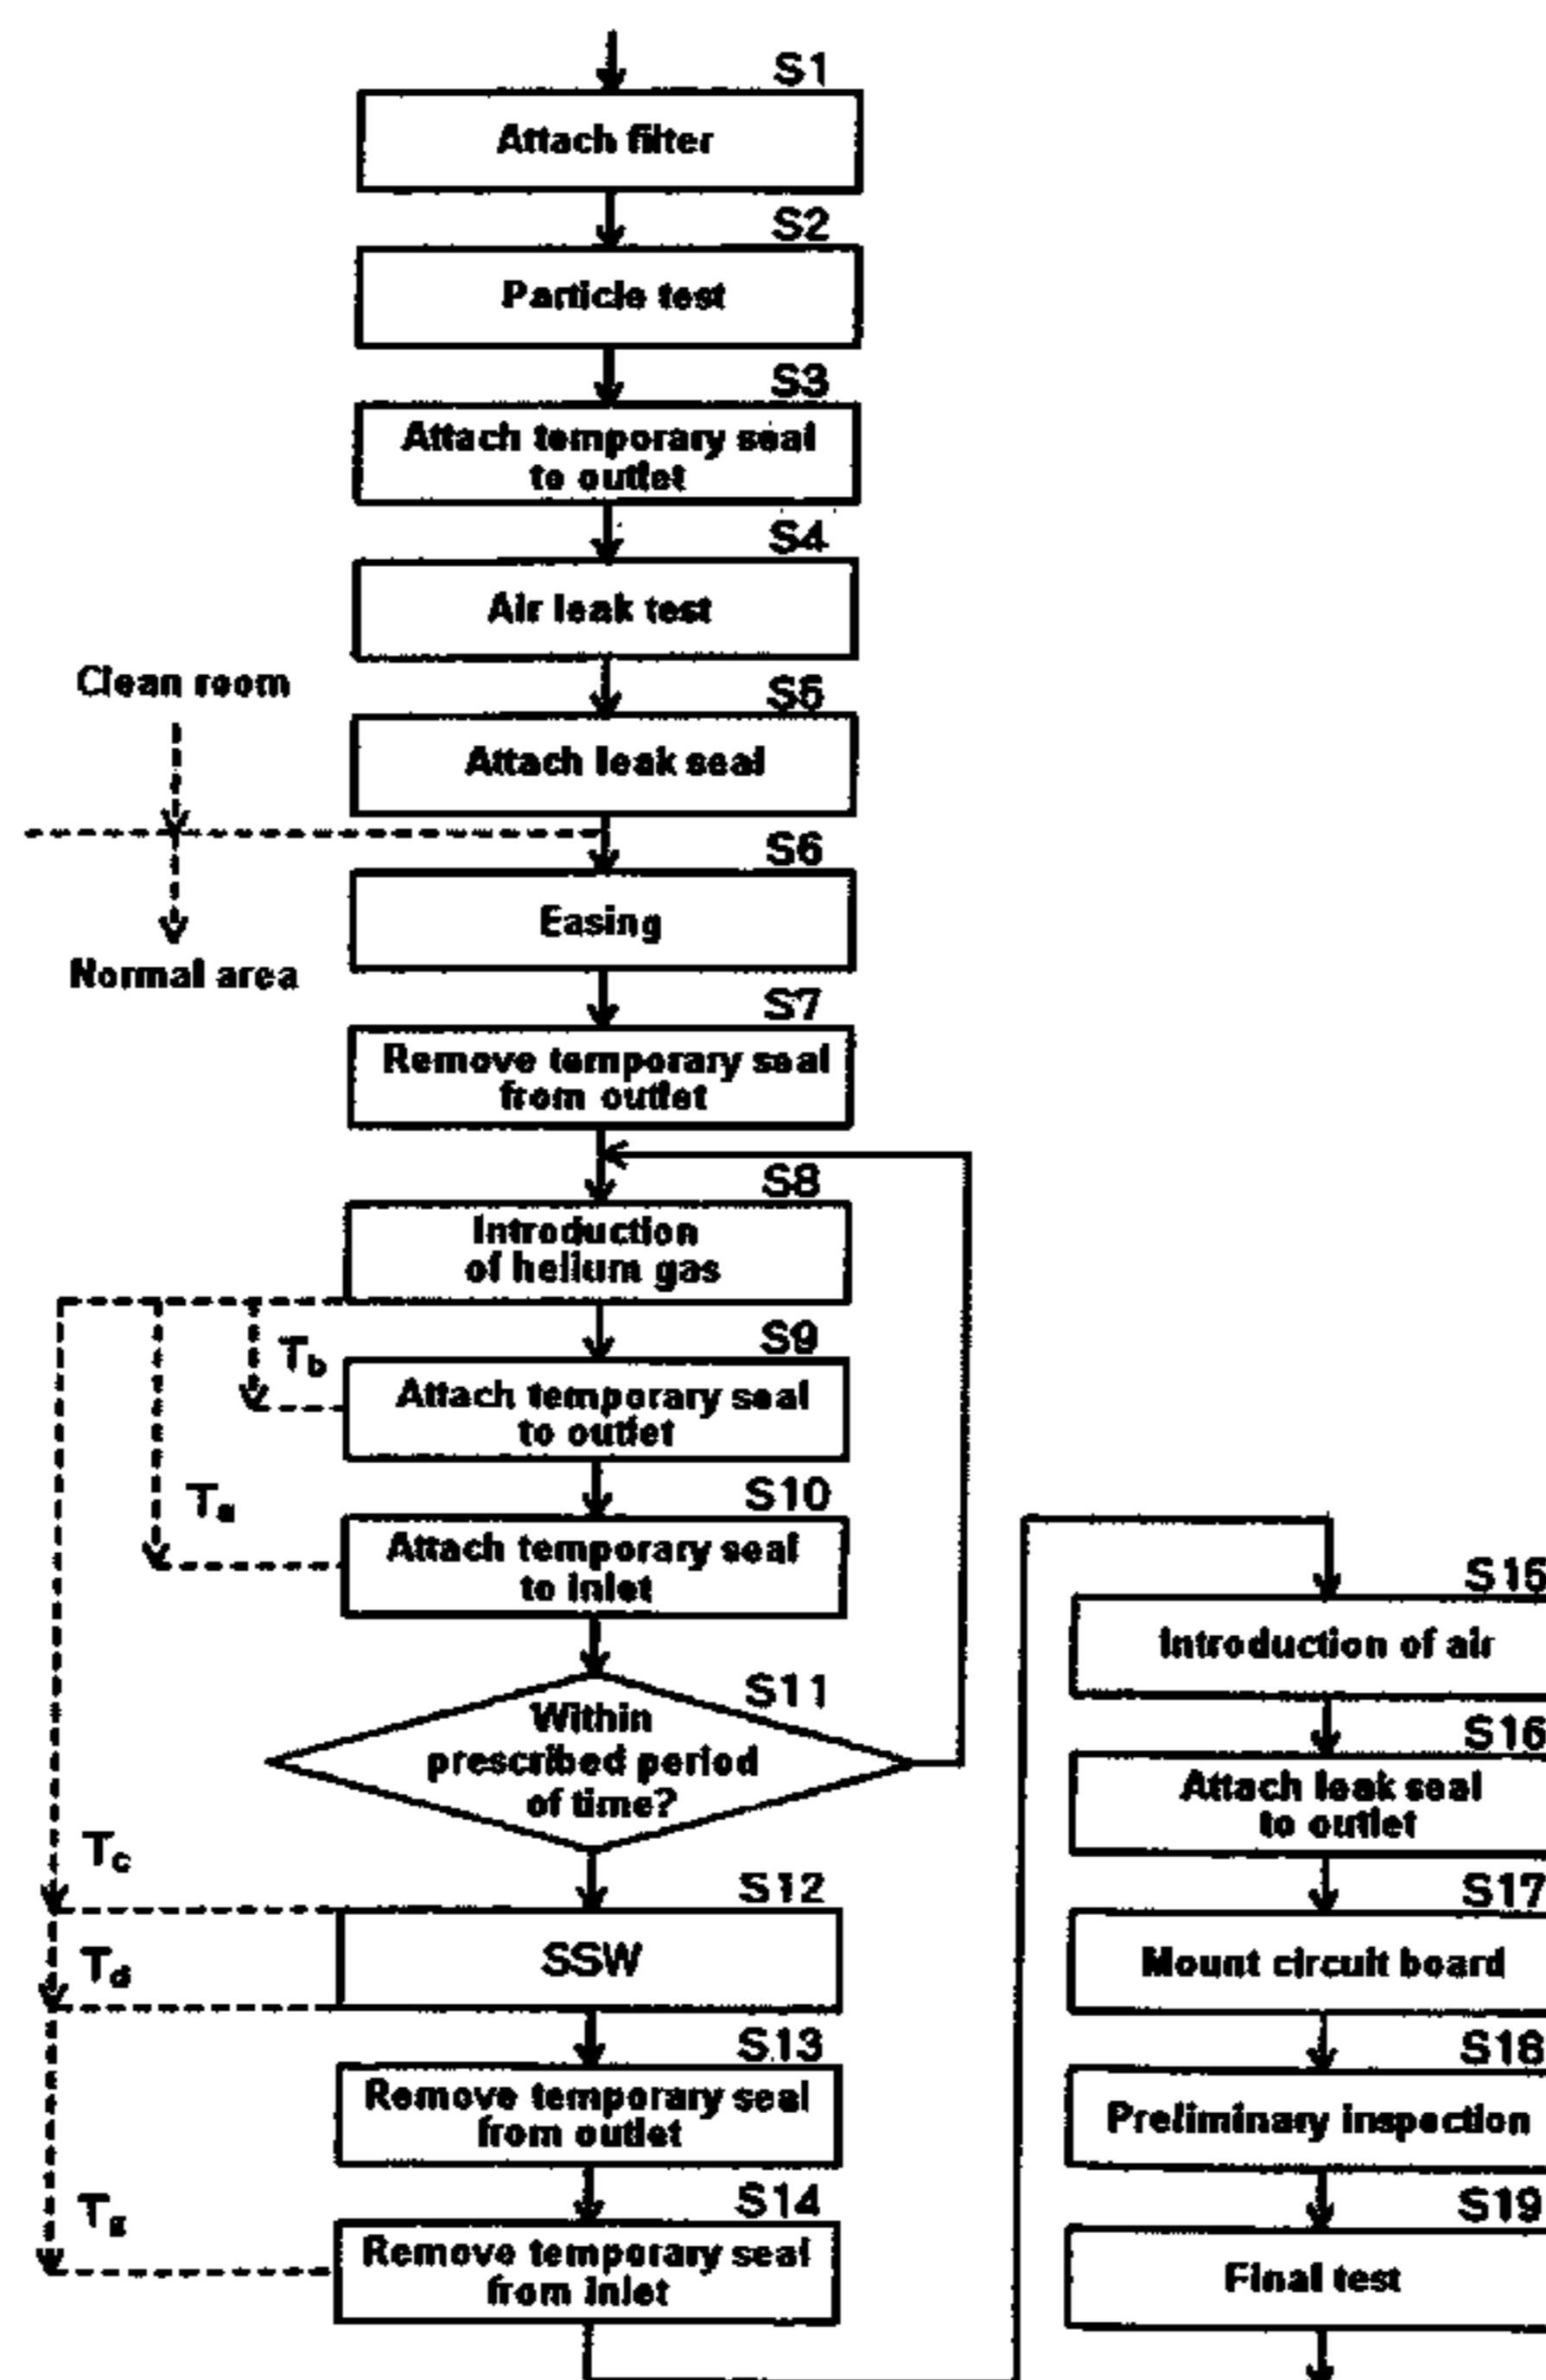 S1
Attach filter
S2
Particle test
S3
Attach temporary seal
to outlet
S4
Air leak test
Clean room
S5
Attach leak seal
S6
Easing
Normal area
S7
Remove temporary seal
from outlet
S8
Introduction
of helium gas
S9
Tb
Attach temporary seal
to outlet
S10
Ta
Attach temporary seal
to inlet
S11
Within
prescribed period
of time?
Tc
S12
SSW
Td
S13
Remove temporary seal
from outlet
S14
Remove temporary seal
from inlet
S15
Introduction of air
S16
Attach leak seal
to outlet
S17
Mount circuit board
S18
Preliminary inspection
S19
Final test